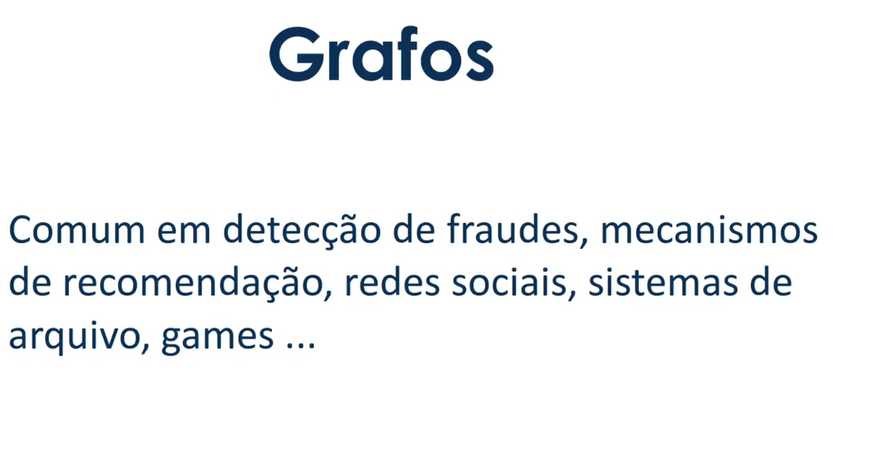 Grafos
Comum em detecção de fraudes, mecanismos
de recomendação, redes sociais, sistemas de
arquivo, games ...